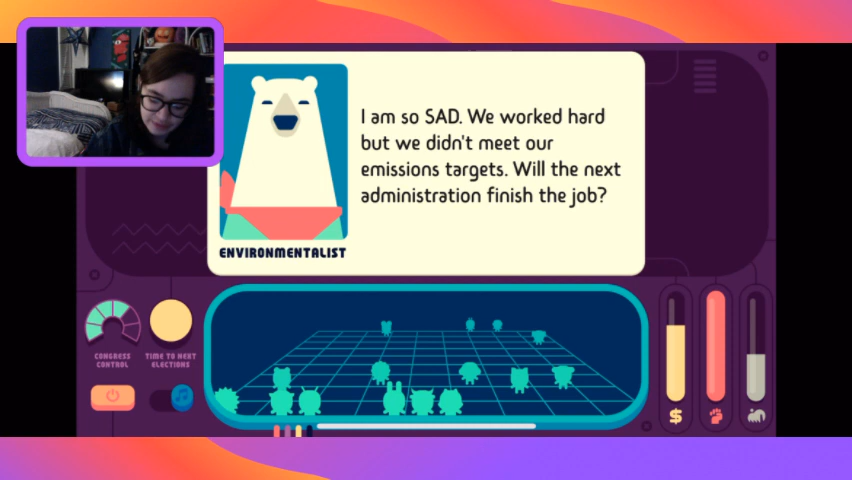 I am so SAD. We worked hard
but we didn't meet our
emissions targets. Will the next
administration finish the job?
ENVIRONMENTALIST
CONGRESS
CONTROL
TIME TO NEXT
ELECTIONS
$